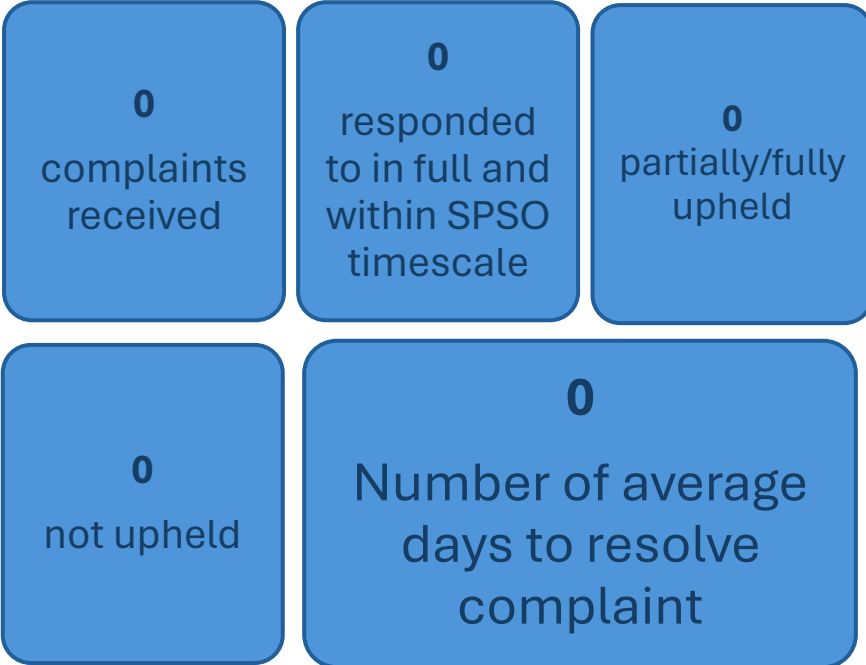 0
complaints
received
0
responded
to in full and
within SPSO
timescale
0
partially/fully
upheld
0
not upheld
0
Number of average
days to resolve
complaint